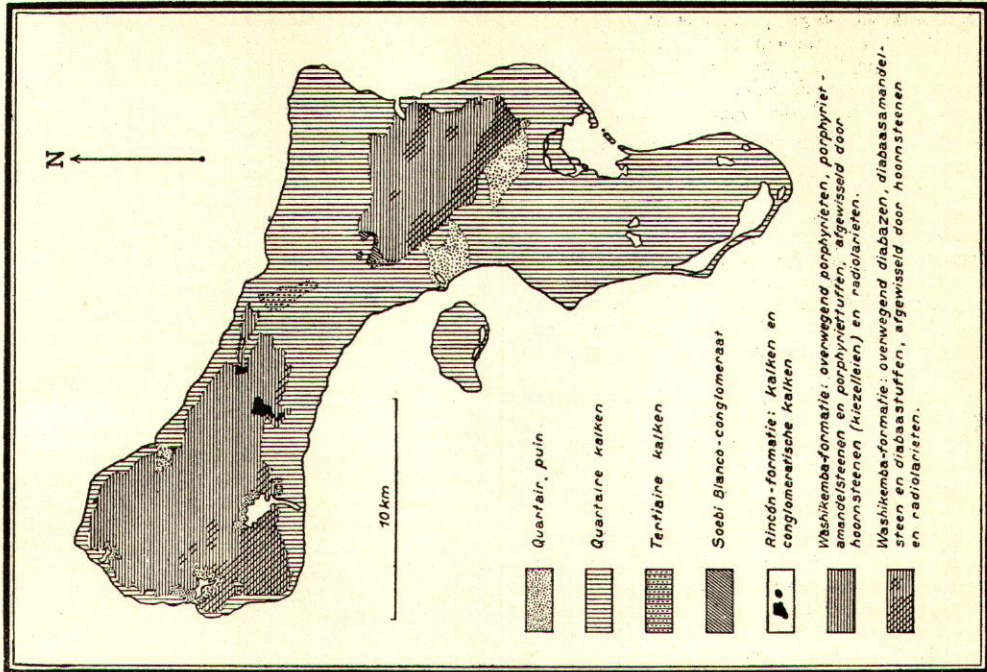 N
10 km
Quartair, puin
Quartaire kalken
Tertiaire kalken
Soebi Blanco-conglomeraat
Rincón-formatie: kalken en
conglomeratische kalken
Washikemba-formatie: overwegend porphyrieten, porphyriet-
amandelsteenen en porphyriettuffen, afgewisseld door
hoornsteenen (kiezelleien) en radiolarieten.
Washikemba-formatie: overwegend diabazen, diabaasamandel-
steen en diabaastuffen, afgewisseld door hoornsteenen
en radiolarieten.